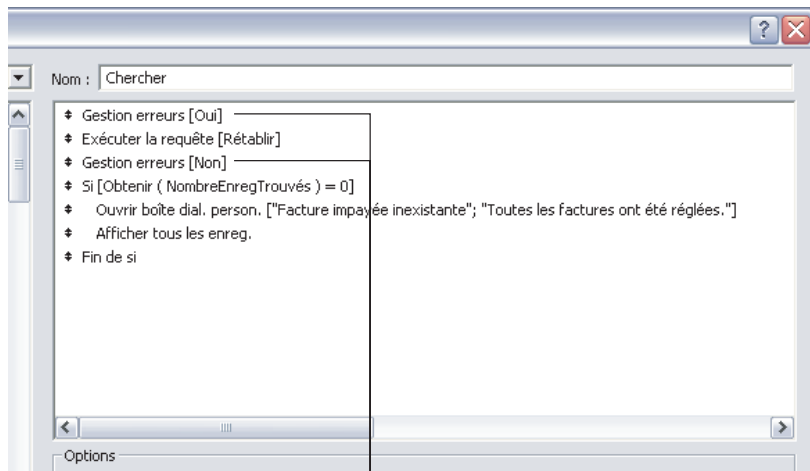 Nom : Chercher
Gestion erreurs [Oui]
Exécuter la requête [Rétablir]
Gestion erreurs [Non]
Si [Obtenir ( NombreEnregTrouvés ) = 0]
Ouvrir boîte dial. person. ["Facture impayée inexistante"; "Toutes les factures ont été réglées."]
Afficher tous les enreg.
Fin de si
Options